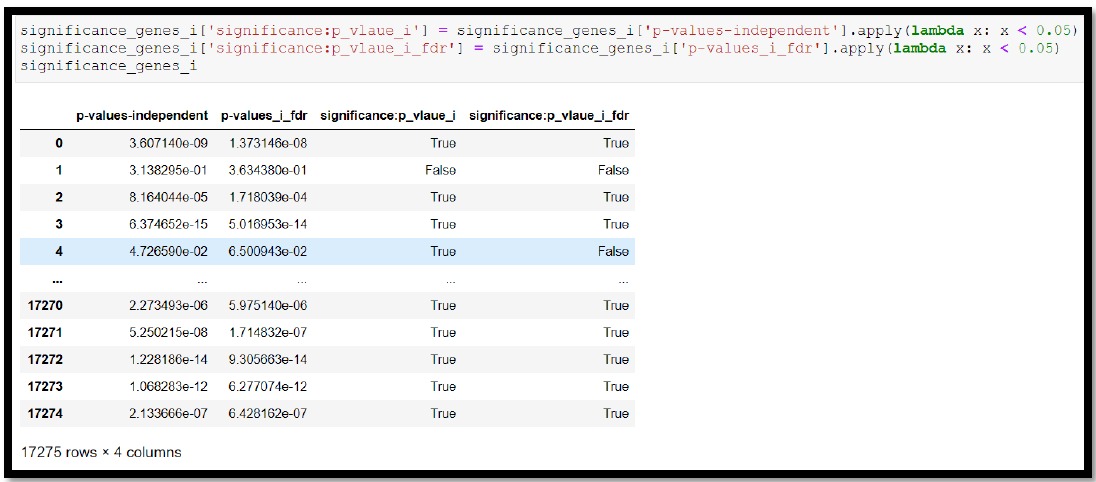 significance_genes_i['significance:p_vlaue_i'] = significance_genes_i['p-values-independent'].apply(lambda x: x < 0.05)
significance_genes_i['significance:p_vlaue_i_fdr'] = significance_genes_i['p-values_i_fdr'].apply(lambda x: x < 0.05)
significance_genes_i
p-values-independent p-values_i_fdr significance:p_vlaue_i significance:p_vlaue_i_fdr
0 3.607140e-09 1.373146e-08 True True
1 3.138295e-01 3.634380e-01 False False
2 8.164044e-05 1.718039e-04 True True
3 6.374652e-15 5.016953e-14 True True
4 4.726590e-02 6.500943e-02 True False
... ... ... ... ...
17270 2.273493e-06 5.975140e-06 True True
17271 5.250215e-08 1.714832e-07 True True
17272 1.228186e-14 9.305663e-14 True True
17273 1.068283e-12 6.277074e-12 True True
17274 2.133666e-07 6.428162e-07 True True
17275 rows × 4 columns